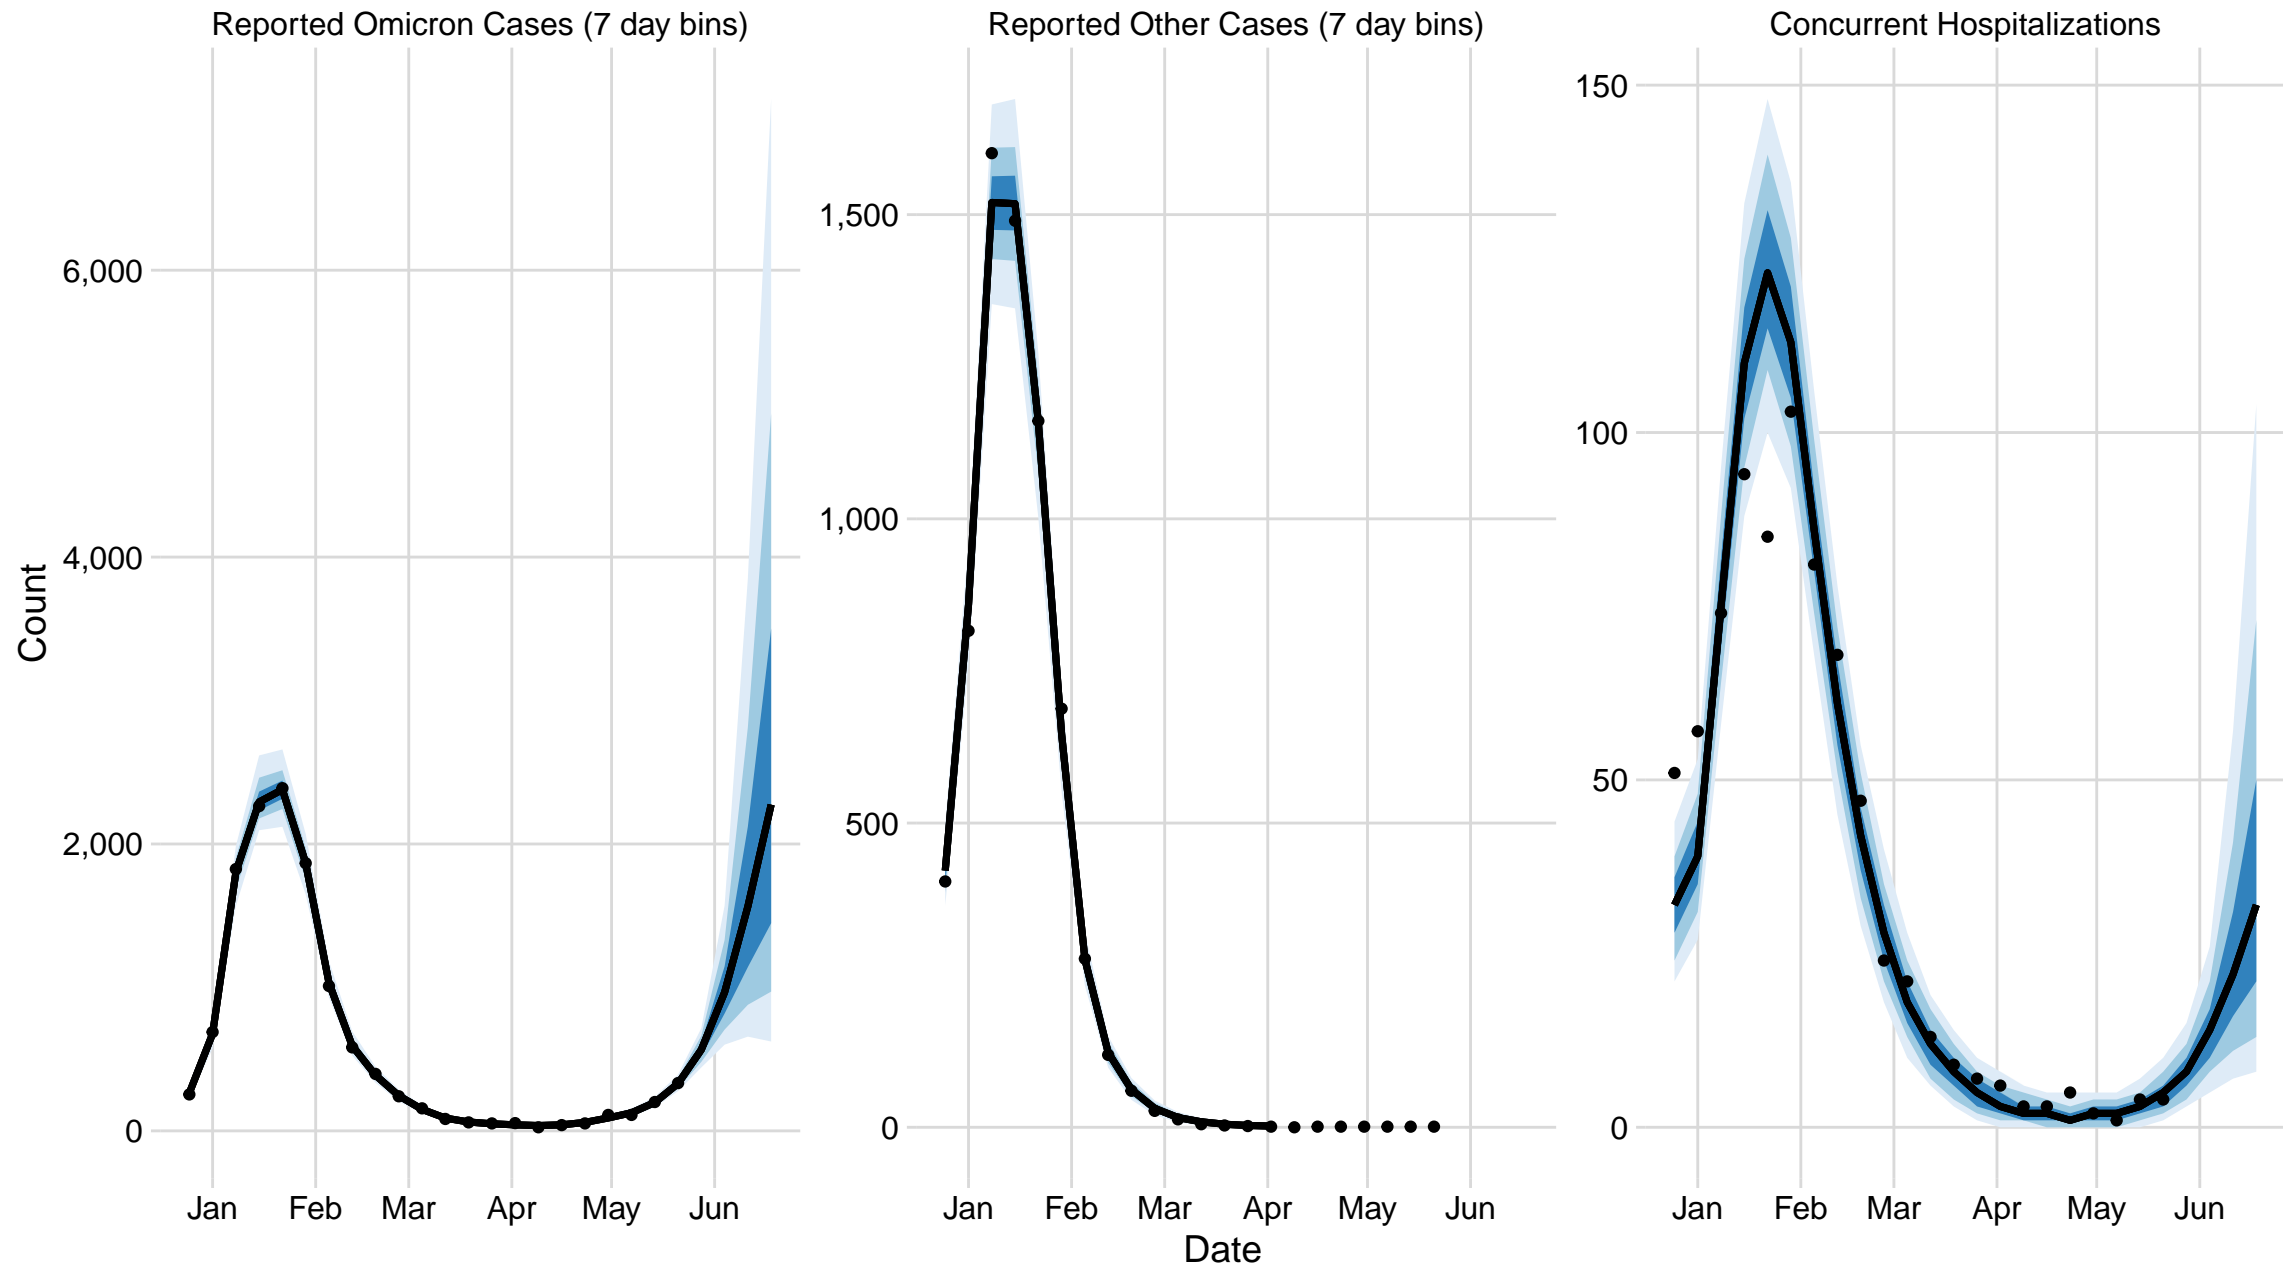 Reported Omicron Cases (7 day bins)
Reported Other Cases (7 day bins)
Concurrent Hospitalizations
Count
6,000
4,000
2,000
0
Jan Feb Mar Apr May Jun
1,500
1,000
500
0
Jan Feb Mar Apr May Jun
150
100
50
0
Jan Feb Mar Apr May Jun
Date